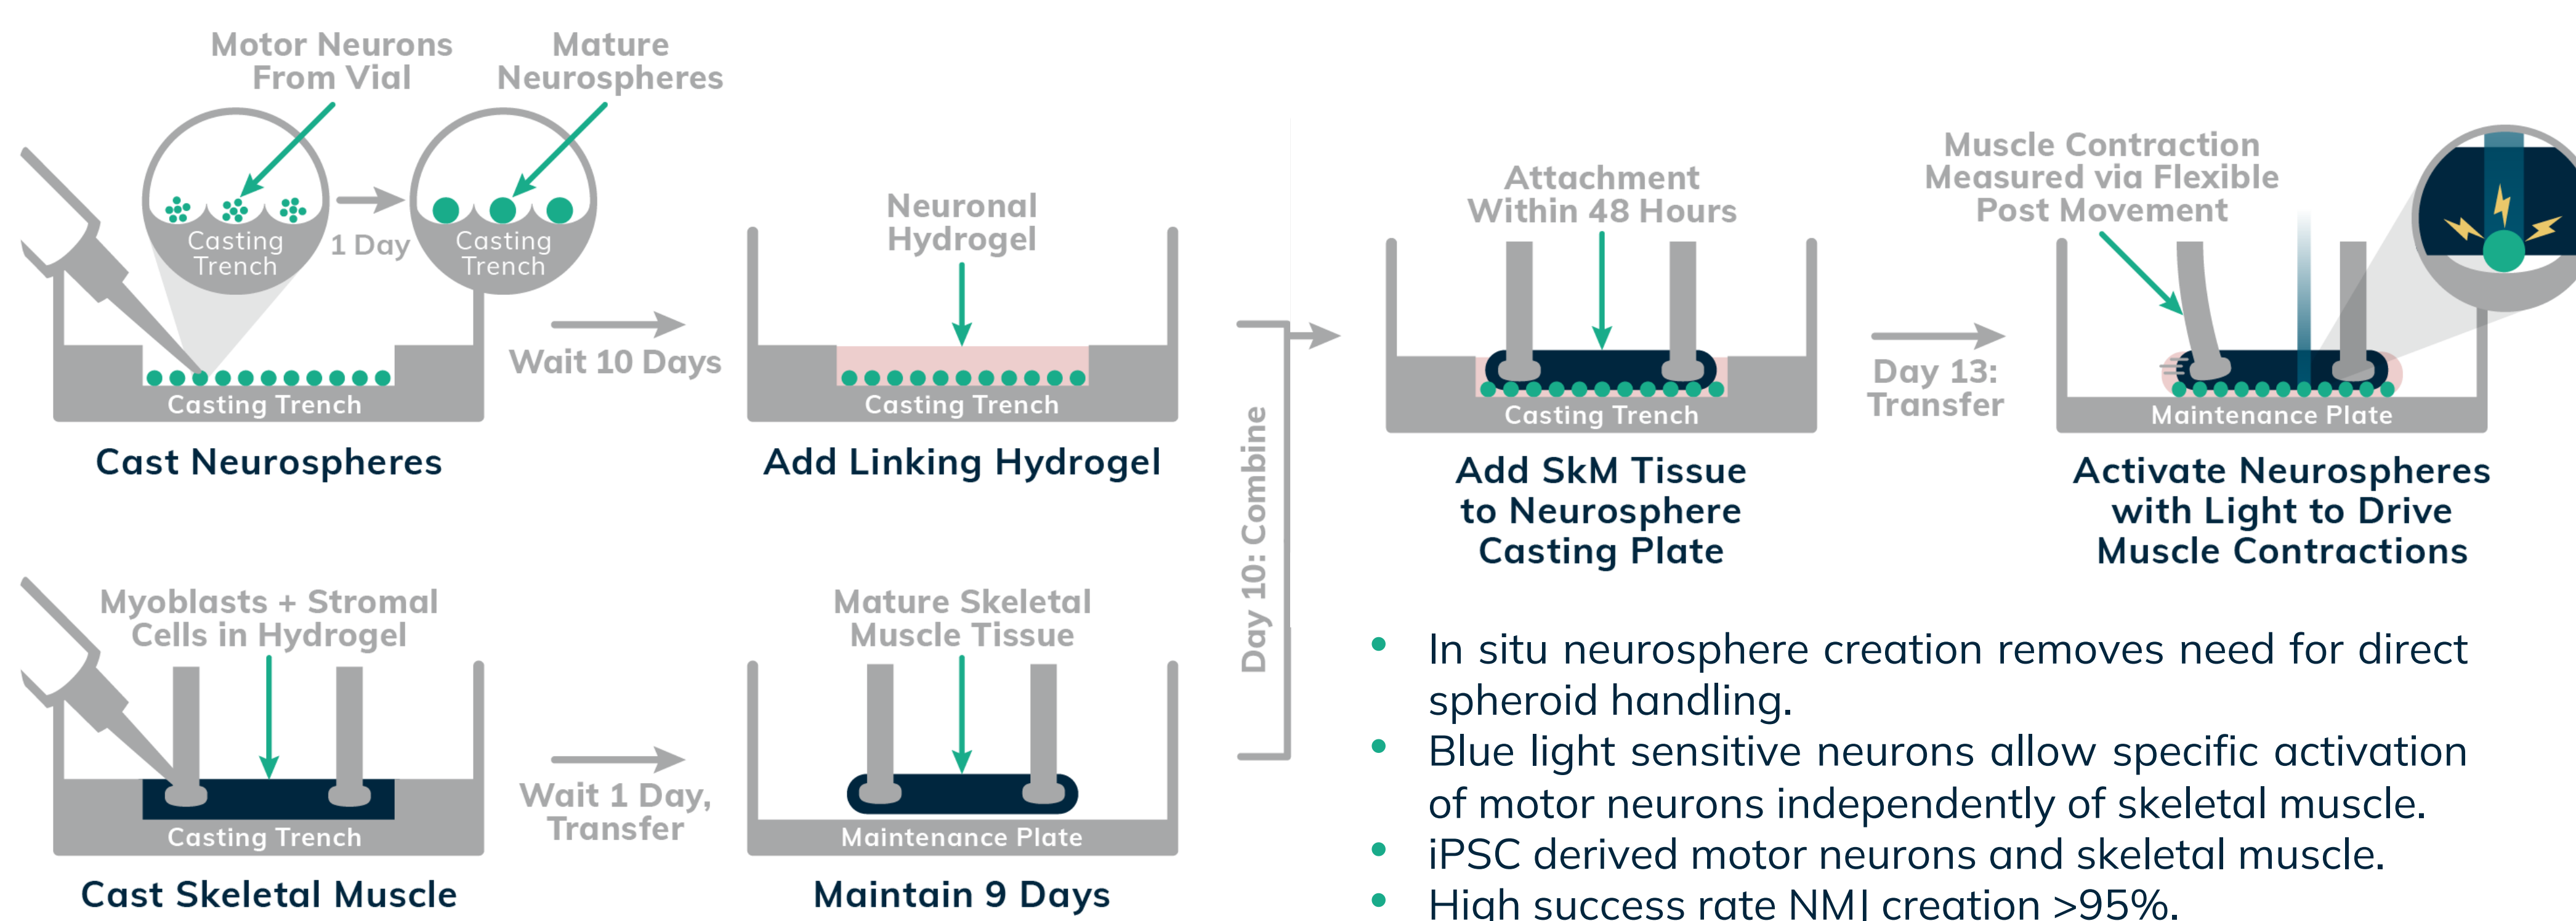 Motor Neurons
From Vial
Mature
Neurospheres
Casting
Trench
1 Day
Casting
Trench
Casting Trench
Cast Neurospheres
Wait 10 Days
Neuronal
Hydrogel
Casting Trench
Add Linking Hydrogel
Myoblasts + Stromal
Cells in Hydrogel
Casting Trench
Cast Skeletal Muscle
Wait 1 Day,
Transfer
Mature Skeletal
Muscle Tissue
Maintenance Plate
Maintain 9 Days
Day 10: Combine
Attachment
Within 48 Hours
Casting Trench
Add SkM Tissue
to Neurosphere
Casting Plate
Day 13:
Transfer
Muscle Contraction
Measured via Flexible
Post Movement
Maintenance Plate
Activate Neurospheres
with Light to Drive
Muscle Contractions
• In situ neurosphere creation removes need for direct
spheroid handling.
• Blue light sensitive neurons allow specific activation
of motor neurons independently of skeletal muscle.
• iPSC derived motor neurons and skeletal muscle.
• High success rate NMJ creation >95%.